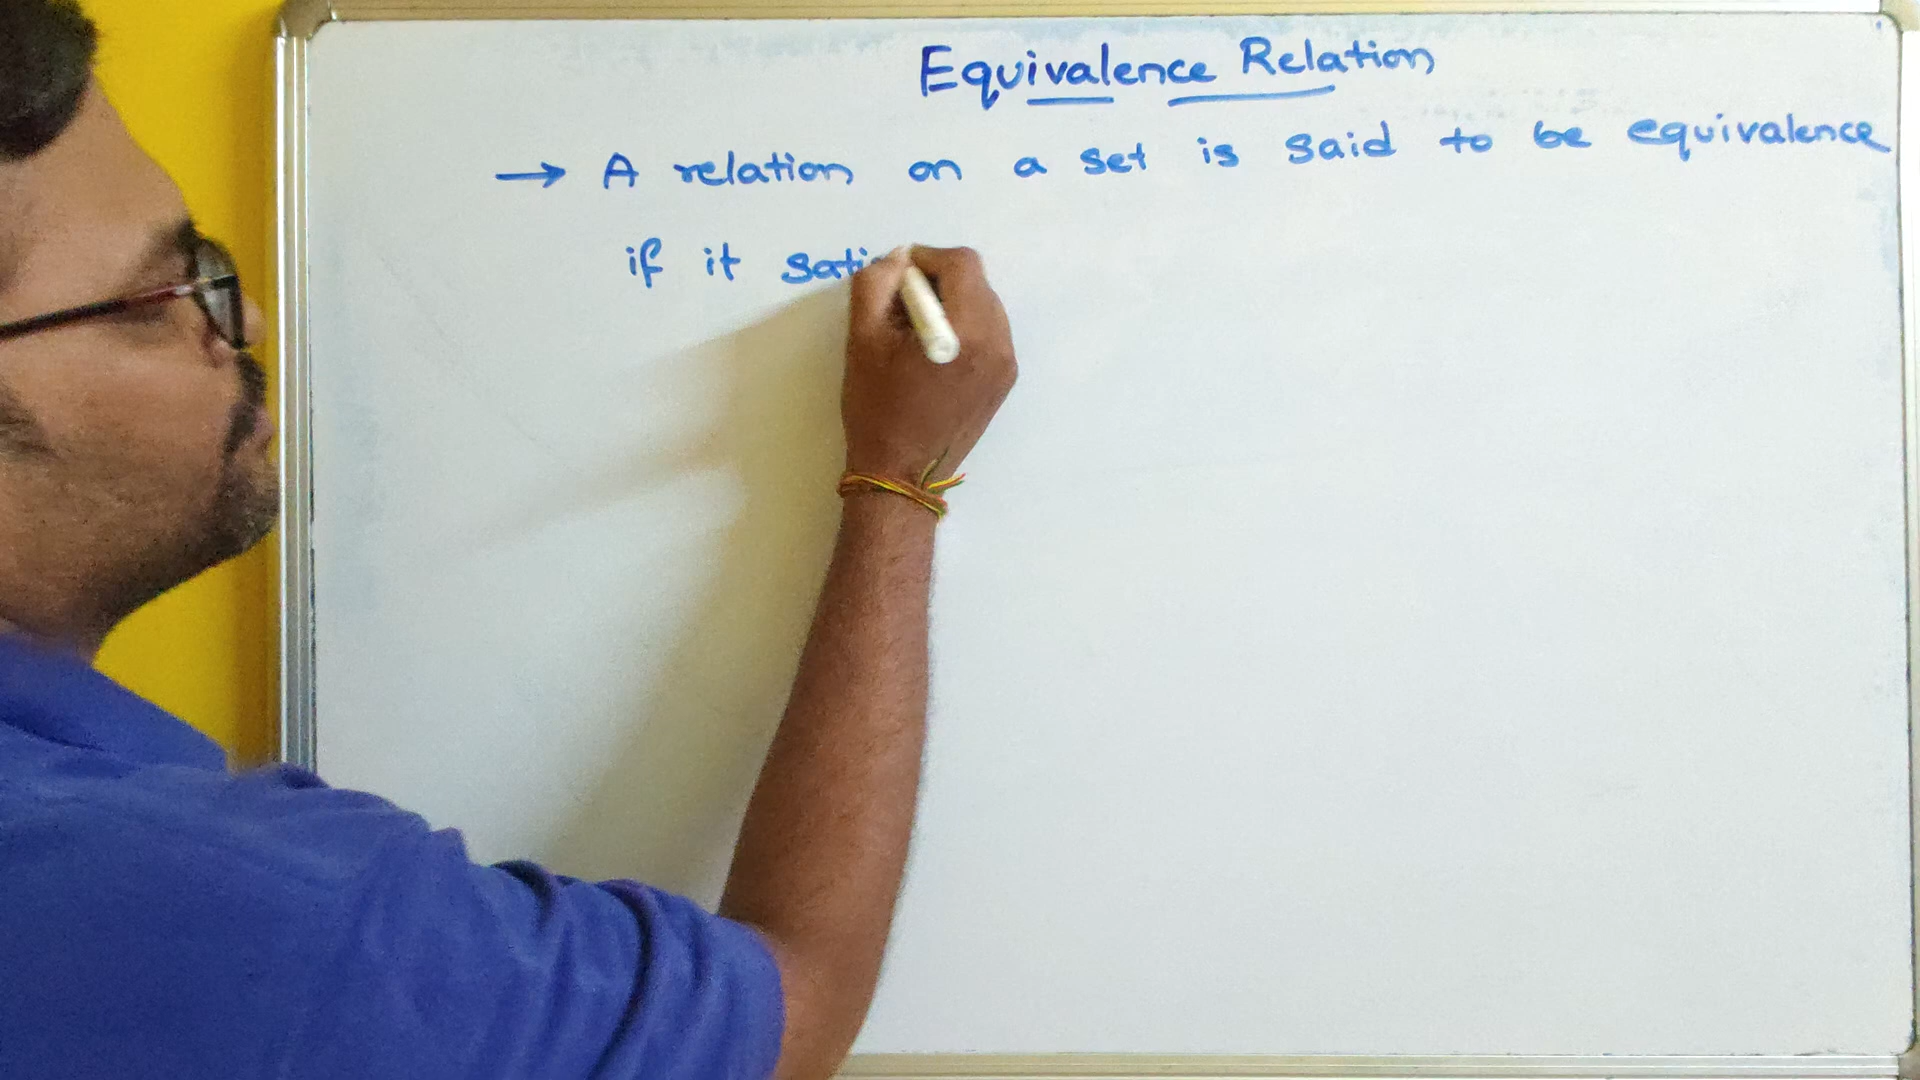 Equivalence Relation
→ A relation on a set is said to be equivalence
if it